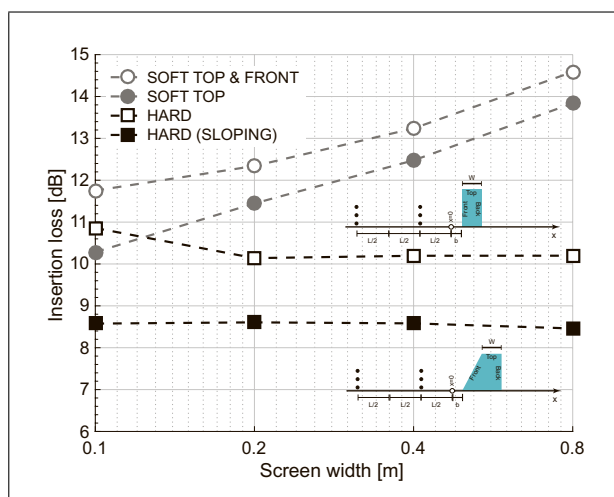 15
14
13
12
11
10
9
8
7
6
Insertion loss [dB]
SOFT TOP & FRONT
SOFT TOP
HARD
HARD (SLOPING)
W
Top
Front
Back
x=0
x
L/2
L/2
L/2
b
W
Top
Front
Back
x=0
x
L/2
L/2
L/2
b
0.1
0.2
0.4
0.8
Screen width [m]